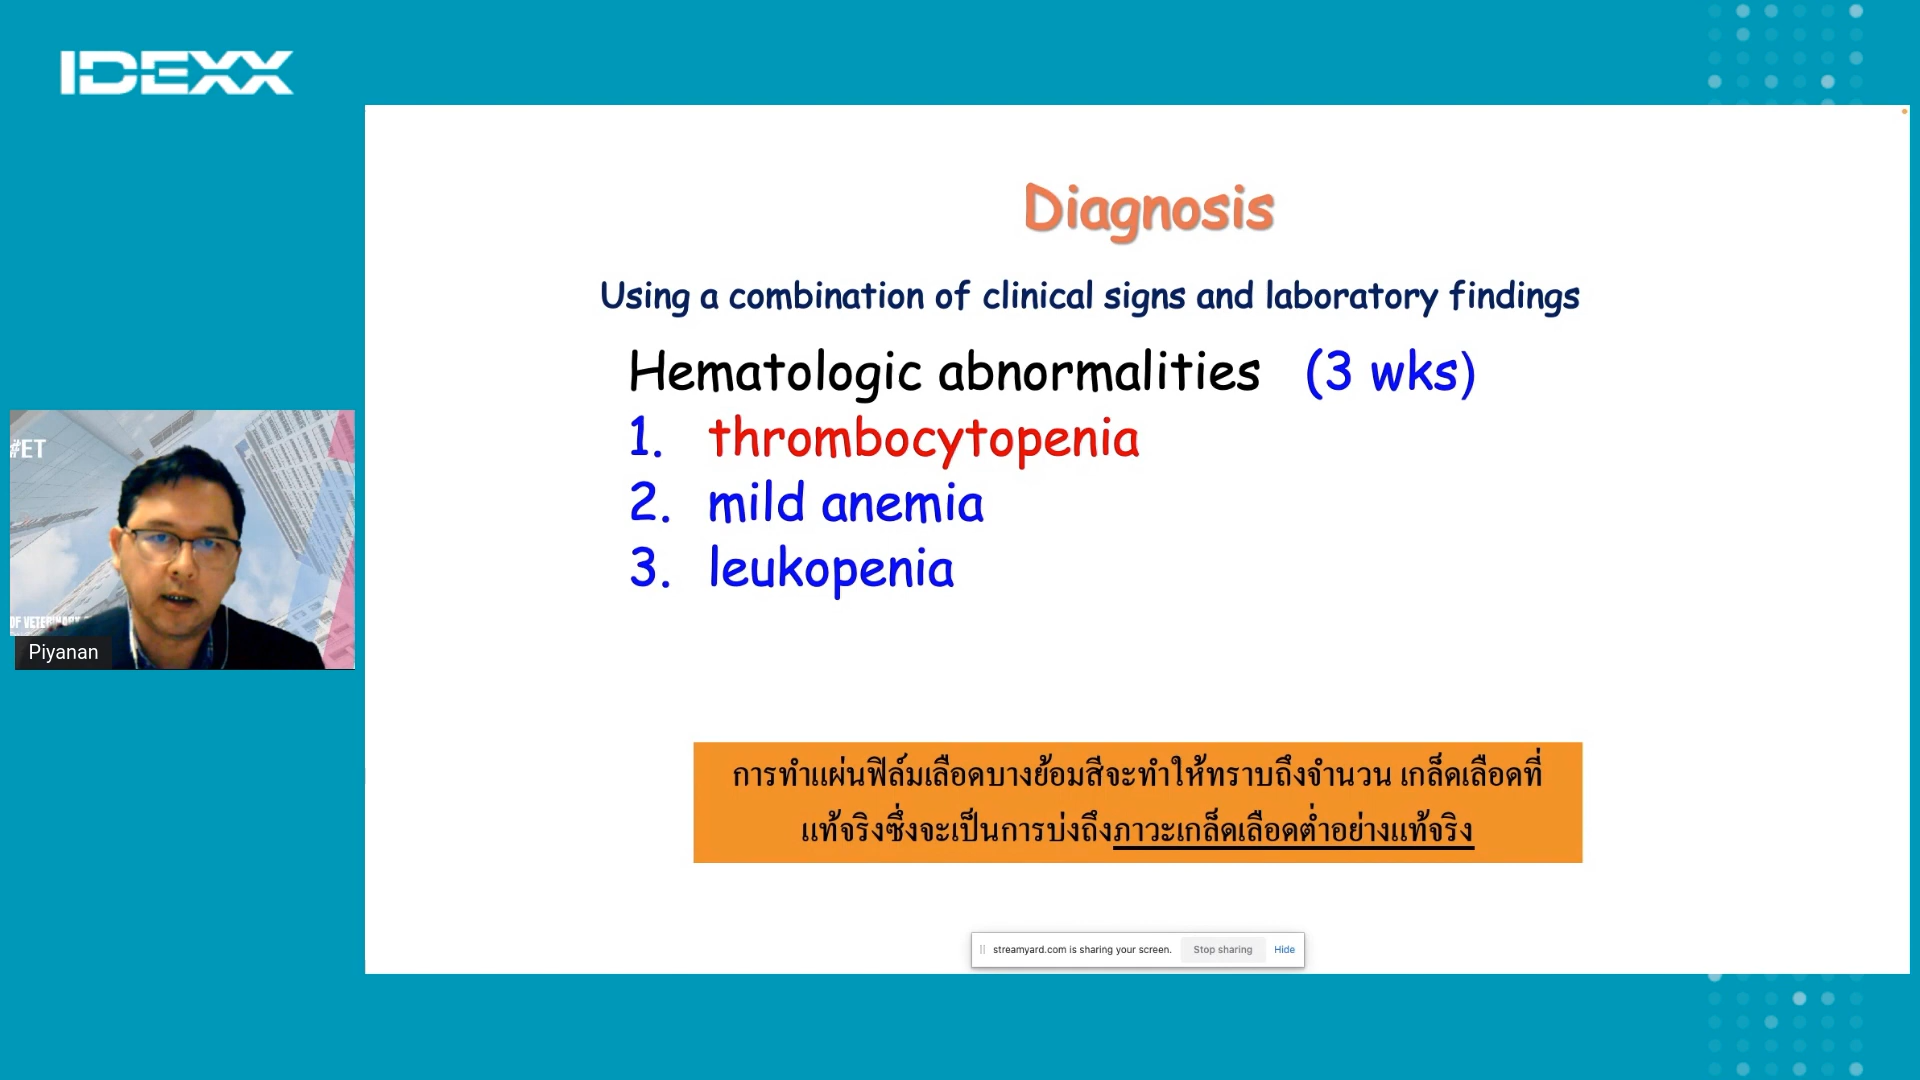 IDEXX
Diagnosis
Using a combination of clinical signs and laboratory findings
Hematologic abnormalities (3 wks)
1. thrombocytopenia
2. mild anemia
3. leukopenia
#ET
OF VETERINARY
Piyanan
การทำแผ่นฟิล์มเลือดบางย้อมสีจะทำให้ทราบถึงจำนวน เกล็ดเลือดที่
แท้จริงซึ่งจะเป็นการบ่งถึงภาวะเกล็ดเลือดต่ำอย่างแท้จริง
streamyard.com is sharing your screen. Stop sharing Hide